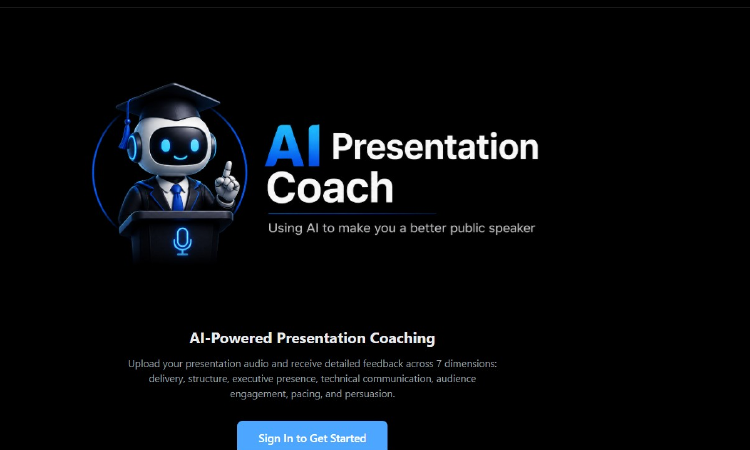 AI Presentation
Coach
Using AI to make you a better public speaker
AI-Powered Presentation Coaching
Upload your presentation audio and receive detailed feedback across 7 dimensions:
delivery, structure, executive presence, technical communication, audience
engagement, pacing, and persuasion.
Sign In to Get Started